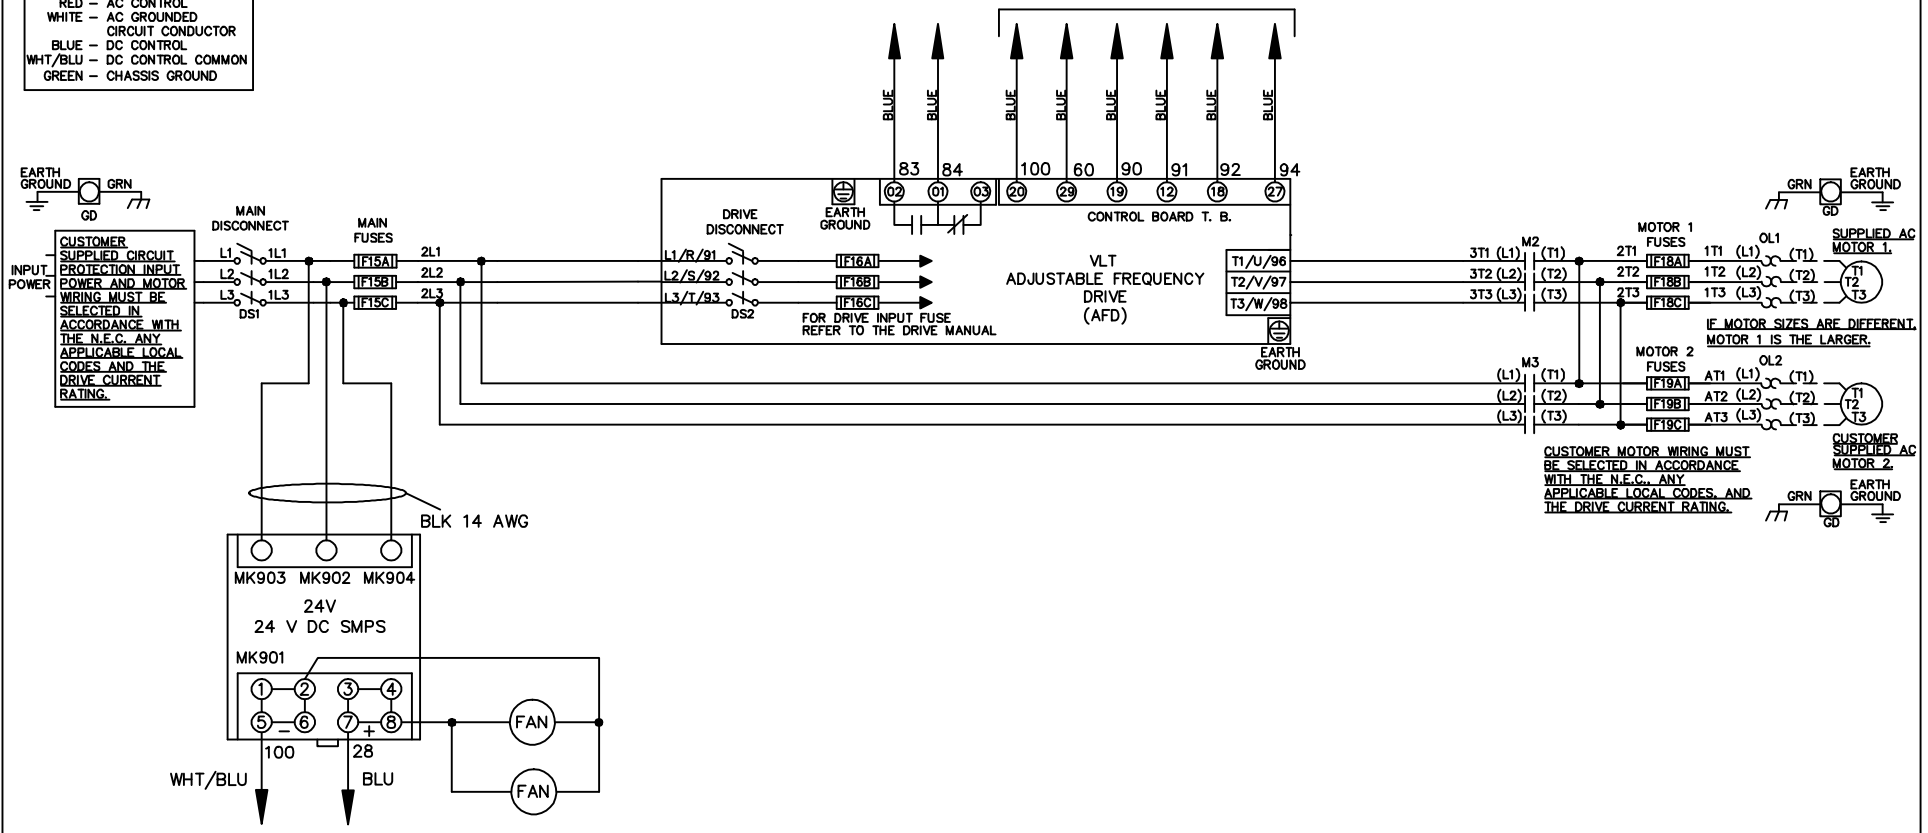 RED – AC CONTROL
WHITE – AC GROUNDED
CIRCUIT CONDUCTOR
BLUE – DC CONTROL
WHT/BLU – DC CONTROL COMMON
GREEN – CHASSIS GROUND
BLUE
BLUE
BLUE
BLUE
BLUE
BLUE
BLUE
BLUE
83
84
100
60
90
91
92
94
02
01
03
20
29
19
12
18
27
EARTH
GROUND
GRN
GD
EARTH
GROUND
CONTROL BOARD T. B.
INPUT
POWER
CUSTOMER
SUPPLIED CIRCUIT
PROTECTION INPUT
POWER AND MOTOR
WIRING MUST BE
SELECTED IN
ACCORDANCE WITH
THE N.E.C. ANY
APPLICABLE LOCAL
CODES AND THE
DRIVE CURRENT
RATING.
MAIN
DISCONNECT
L1
1L1
L2
1L2
L3
1L3
DS1
MAIN
FUSES
F15A
F15B
F15C
2L1
2L2
2L3
DRIVE
DISCONNECT
L1/R/91
L2/S/92
L3/T/93
DS2
F16A
F16B
F16C
FOR DRIVE INPUT FUSE
REFER TO THE DRIVE MANUAL
VLT
ADJUSTABLE FREQUENCY
DRIVE
(AFD)
T1/U/96
T2/V/97
T3/W/98
EARTH
GROUND
M2
3T1 (L1) (T1)
3T2 (L2) (T2)
3T3 (L3) (T3)
MOTOR 1
FUSES
2T1
F18A
1T1 (L1)
2T2
F18B
1T2 (L2)
2T3
F18C
1T3 (L3)
OL1
(T1)
(T2)
(T3)
T1
T2
T3
GRN
GD
EARTH
GROUND
SUPPLIED AC
MOTOR 1.
IF MOTOR SIZES ARE DIFFERENT,
MOTOR 1 IS THE LARGER.
M3
(L1) (T1)
(L2) (T2)
(L3) (T3)
MOTOR 2
FUSES
F19A
AT1 (L1)
F19B
AT2 (L2)
F19C
AT3 (L3)
OL2
(T1)
(T2)
(T3)
T1
T2
T3
CUSTOMER
SUPPLIED AC
MOTOR 2.
CUSTOMER MOTOR WIRING MUST
BE SELECTED IN ACCORDANCE
WITH THE N.E.C., ANY
APPLICABLE LOCAL CODES, AND
THE DRIVE CURRENT RATING.
GRN
GD
EARTH
GROUND
BLK 14 AWG
MK903 MK902 MK904
24V
24 V DC SMPS
MK901
1 2 3 4
5 6 7 8
– +
100
28
WHT/BLU
BLU
FAN
FAN